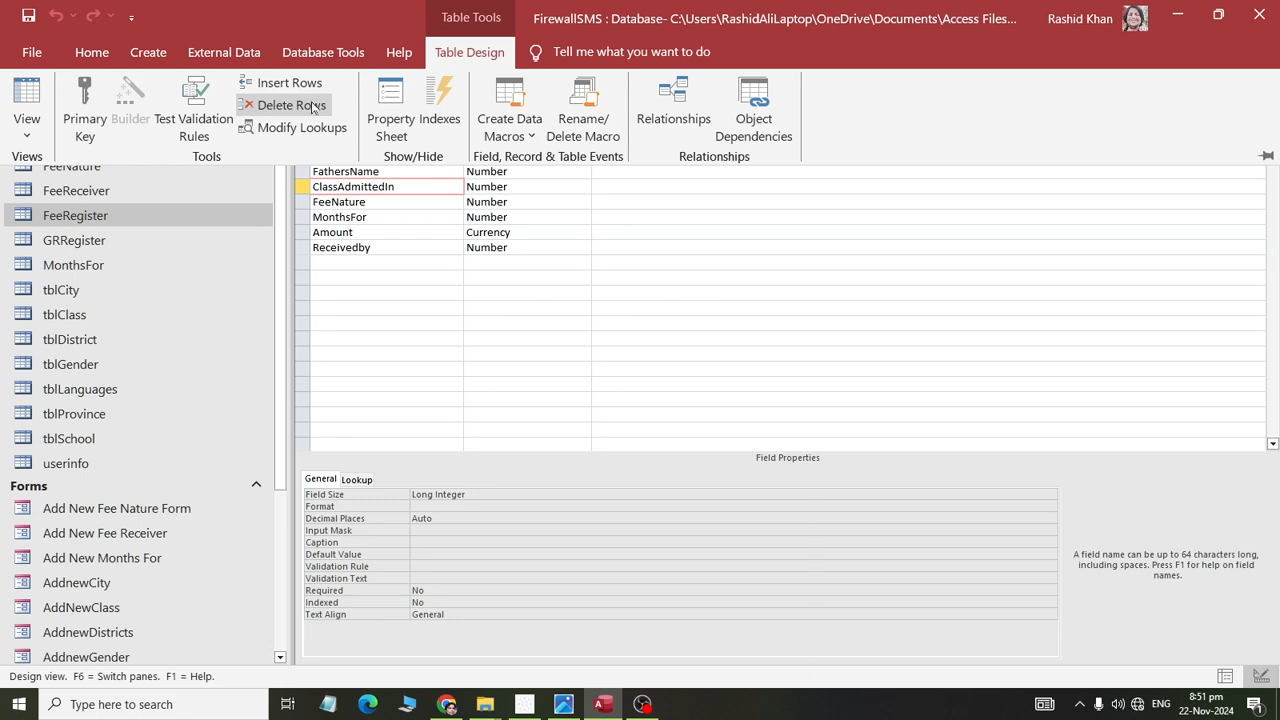 Table Tools
FirewallSMS : Database- C:\Users\RashidAliLaptop\OneDrive\Documents\Access Files...
Rashid Khan
File
Home
Create
External Data
Database Tools
Help
Table Design
Tell me what you want to do
View
Primary Key
Builder
Test Validation Rules
Insert Rows
Delete Rows
Modify Lookups
Property Sheet
Indexes
Create Data Macros
Rename/ Delete Macro
Relationships
Object Dependencies
Views
Tools
Show/Hide
Field, Record & Table Events
Relationships
FeeNature
FeeReceiver
FeeRegister
GRRegister
MonthsFor
tblCity
tblClass
tblDistrict
tblGender
tblLanguages
tblProvince
tblSchool
userinfo
Forms
Add New Fee Nature Form
Add New Fee Receiver
Add New Months For
AddnewCity
AddNewClass
AddnewDistricts
AddnewGender
FathersName Number
ClassAdmittedIn Number
FeeNature Number
MonthsFor Number
Amount Currency
Receivedby Number
Field Properties
General Lookup
Field Size Long Integer
Format
Decimal Places Auto
Input Mask
Caption
Default Value
Validation Rule
Validation Text
Required No
Indexed No
Text Align General
A field name can be up to 64 characters long,
including spaces. Press F1 for help on field
names.
Design view. F6 = Switch panes. F1 = Help.
Type here to search
ENG
8:51 pm
22-Nov-2024